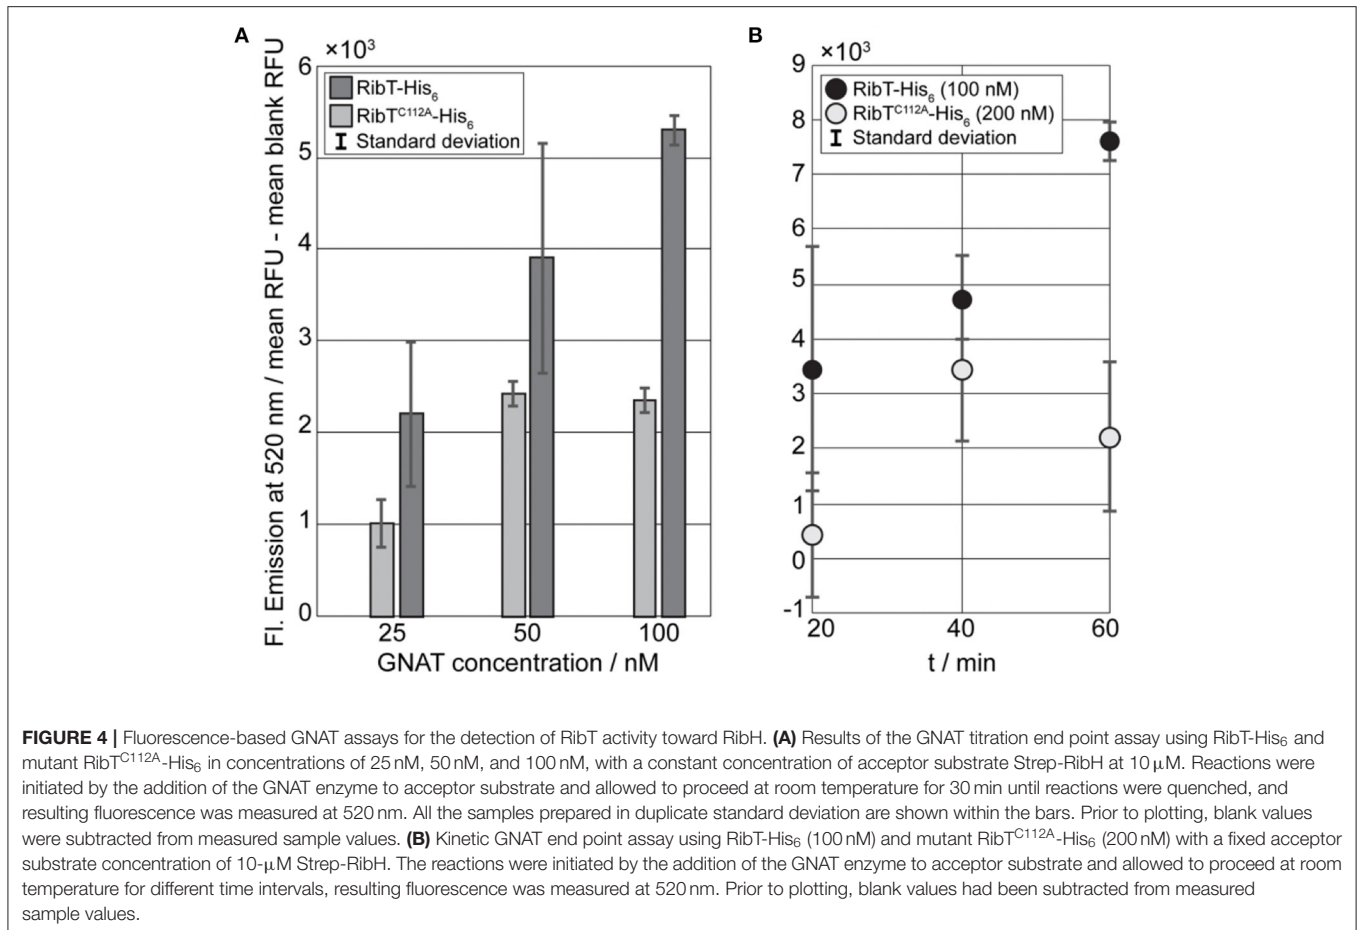 A
×10³
6
5
4
3
2
1
0
Fl. Emission at 520 nm / mean RFU - mean blank RFU
RibT-His₆
RibTᶜ¹¹²ᴬ-His₆
Standard deviation
25 50 100
GNAT concentration / nM
B
×10³
9
8
7
6
5
4
3
2
1
0
-1
RibT-His₆ (100 nM)
RibTᶜ¹¹²ᴬ-His₆ (200 nM)
Standard deviation
20 40 60
t / min
FIGURE 4 | Fluorescence-based GNAT assays for the detection of RibT activity toward RibH. (A) Results of the GNAT titration end point assay using RibT-His₆ and
mutant RibTᶜ¹¹²ᴬ-His₆ in concentrations of 25 nM, 50 nM, and 100 nM, with a constant concentration of acceptor substrate Strep-RibH at 10 μM. Reactions were
initiated by the addition of the GNAT enzyme to acceptor substrate and allowed to proceed at room temperature for 30 min until reactions were quenched, and
resulting fluorescence was measured at 520 nm. All the samples prepared in duplicate standard deviation are shown within the bars. Prior to plotting, blank values
were subtracted from measured sample values. (B) Kinetic GNAT end point assay using RibT-His₆ (100 nM) and mutant RibTᶜ¹¹²ᴬ-His₆ (200 nM) with a fixed acceptor
substrate concentration of 10-μM Strep-RibH. The reactions were initiated by the addition of the GNAT enzyme to acceptor substrate and allowed to proceed at room
temperature for different time intervals, resulting fluorescence was measured at 520 nm. Prior to plotting, blank values had been subtracted from measured
sample values.